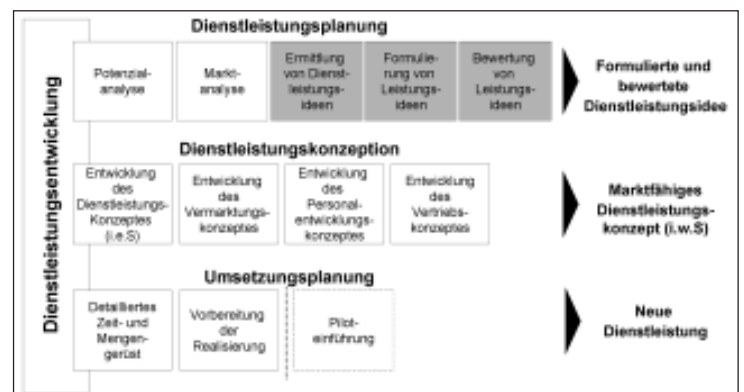 Dienstleistungsentwicklung
Dienstleistungsplanung
Potenzial-
analyse
Markt-
analyse
Ermittlung
von Dienst-
leistungs-
ideen
Formulie-
rung von
Leistungs-
ideen
Bewertung
von
Leistungs-
ideen
Formulierte und
bewertete
Dienstleistungsidee
Dienstleistungskonzeption
Entwicklung
des
Dienstleistungs-
Konzeptes
(i.e.S)
Entwicklung
des
Vermarktungs-
konzeptes
Entwicklung
des
Personal-
entwicklungs-
konzeptes
Entwicklung
des
Vertriebs-
konzeptes
Marktfähiges
Dienstleistungs-
konzept (i.w.S)
Umsetzungsplanung
Detailliertes
Zeit- und
Mengen-
gerüst
Vorbereitung
der
Realisierung
Pilot-
einführung
Neue
Dienstleistung